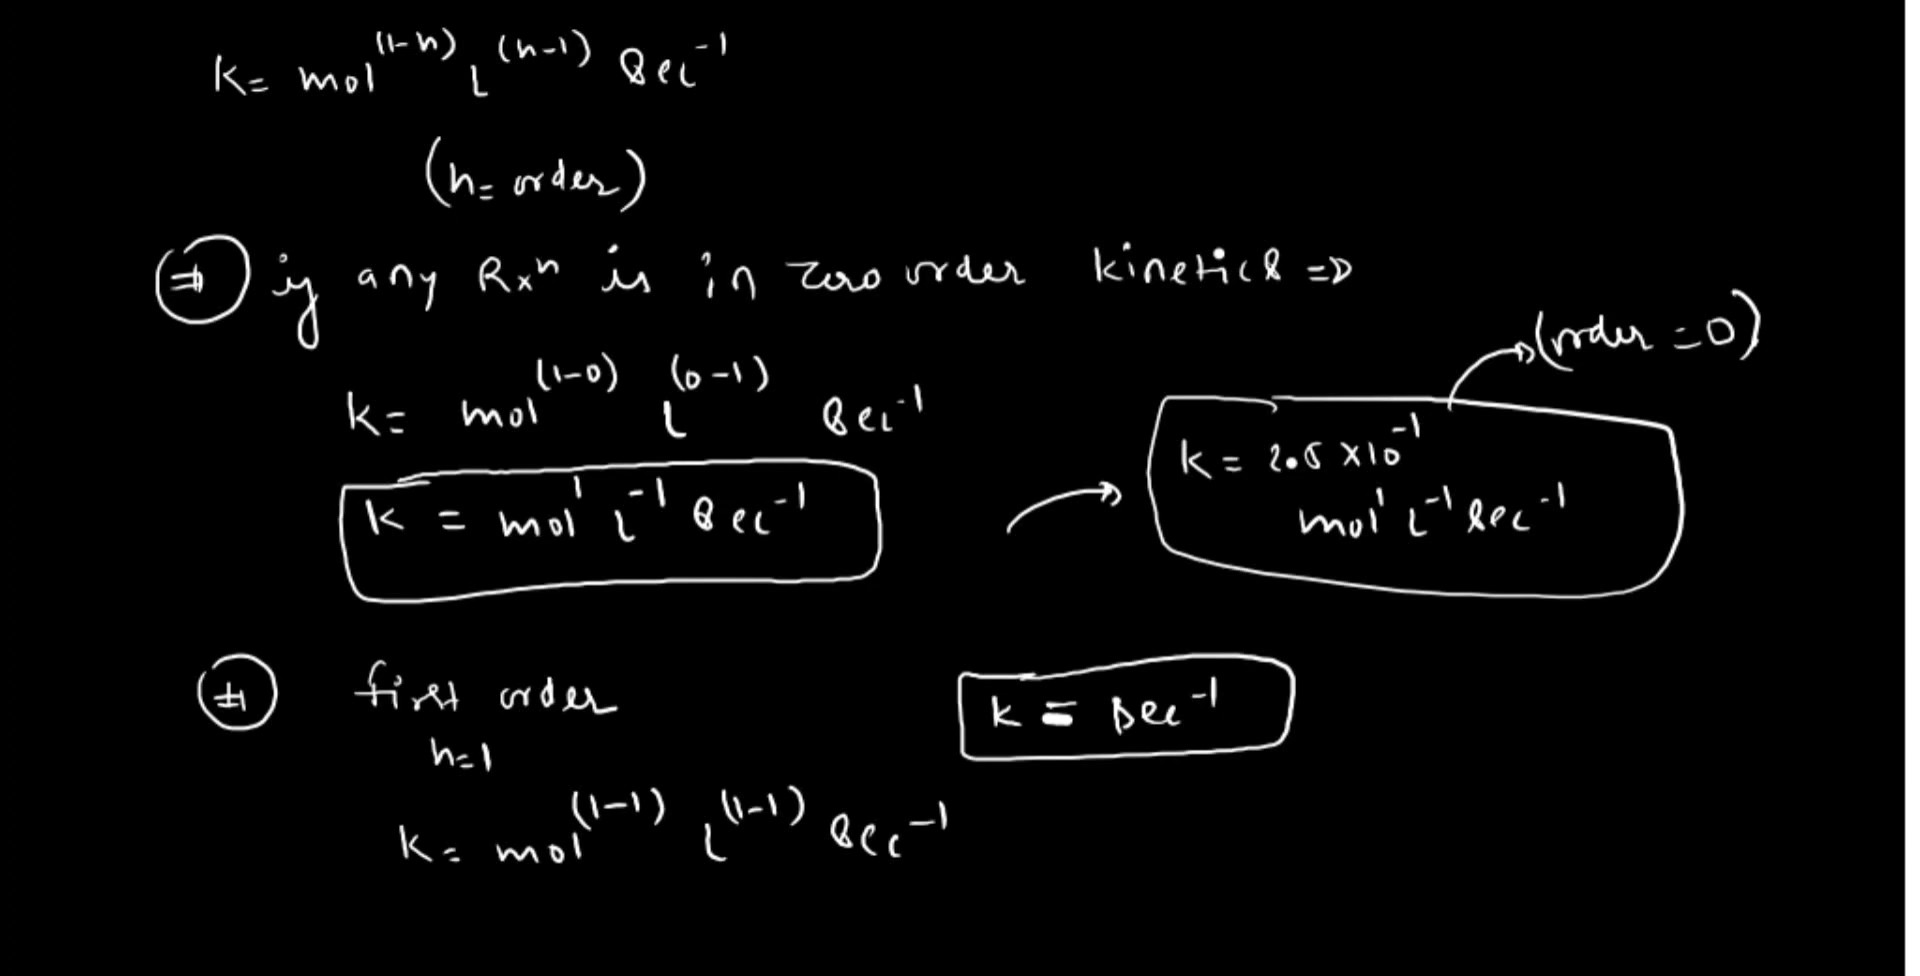 K = mol^(1-n) L^(n-1) Sec^-1
(n = order)
# if any Rxn is in zero order kinetics =>
K = mol^(1-0) L^(0-1) Sec^-1
(order = 0)
K = mol^1 L^-1 Sec^-1
K = 2.5 × 10^-1
mol^1 L^-1 Sec^-1
# first order
n = 1
K = Sec^-1
K = mol^(1-1) L^(1-1) Sec^-1